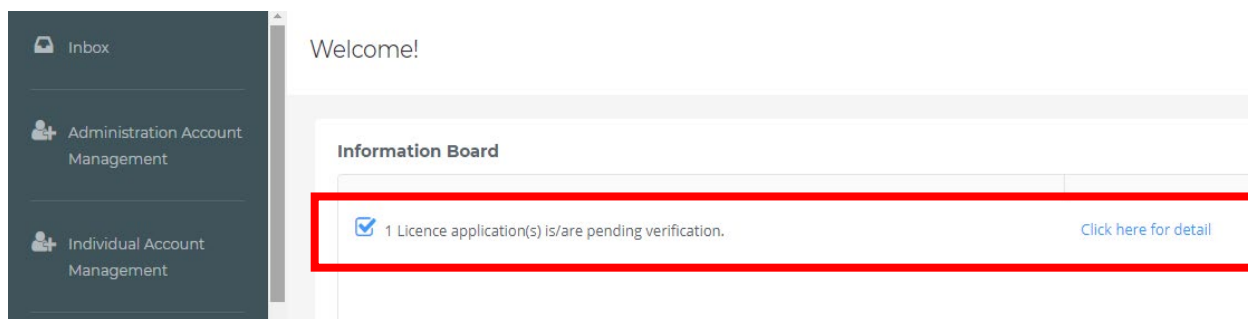 Inbox
Administration Account
Management
Individual Account
Management
Welcome!
Information Board
1 Licence application(s) is/are pending verification.
Click here for detail